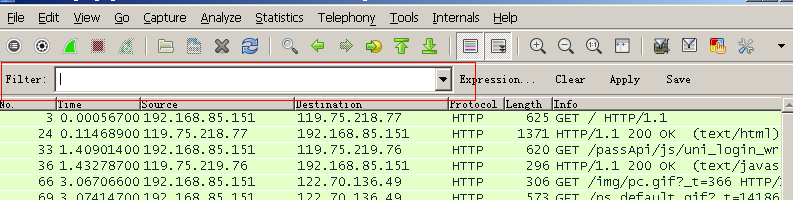 File Edit View Go Capture Analyze Statistics Telephony Tools Internals Help
Filter: Expression... Clear Apply Save
No. Time Source Destination Protocol Length Info
3 0.00056700 192.168.85.151 119.75.218.77 HTTP 625 GET / HTTP/1.1
24 0.11468900 119.75.218.77 192.168.85.151 HTTP 1371 HTTP/1.1 200 OK (text/html)
33 1.40901400 192.168.85.151 119.75.219.76 HTTP 620 GET /passApi/js/uni_login_wr
36 1.43278700 119.75.219.76 192.168.85.151 HTTP 296 HTTP/1.1 200 OK (text/javas
66 3.06706600 192.168.85.151 122.70.136.49 HTTP 306 GET /img/pc.gif?_t=366 HTTP/
69 3.07414700 192.168.85.151 122.70.136.49 HTTP 573 GET /ns_default.gif?_t=14186